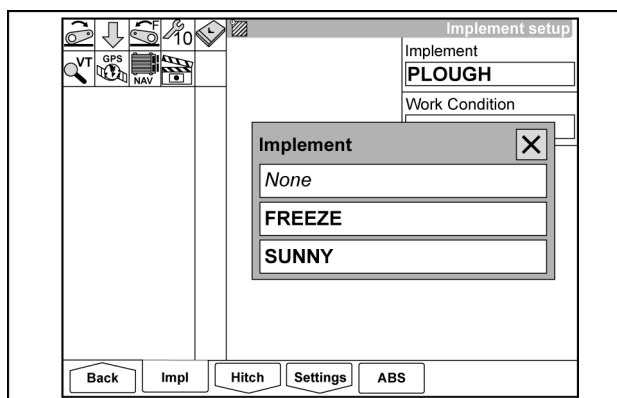 F
10
Implement setup
VT
GPS
NAV
Implement
PLOUGH
Work Condition
Implement
None
FREEZE
SUNNY
Back
Impl
Hitch
Settings
ABS